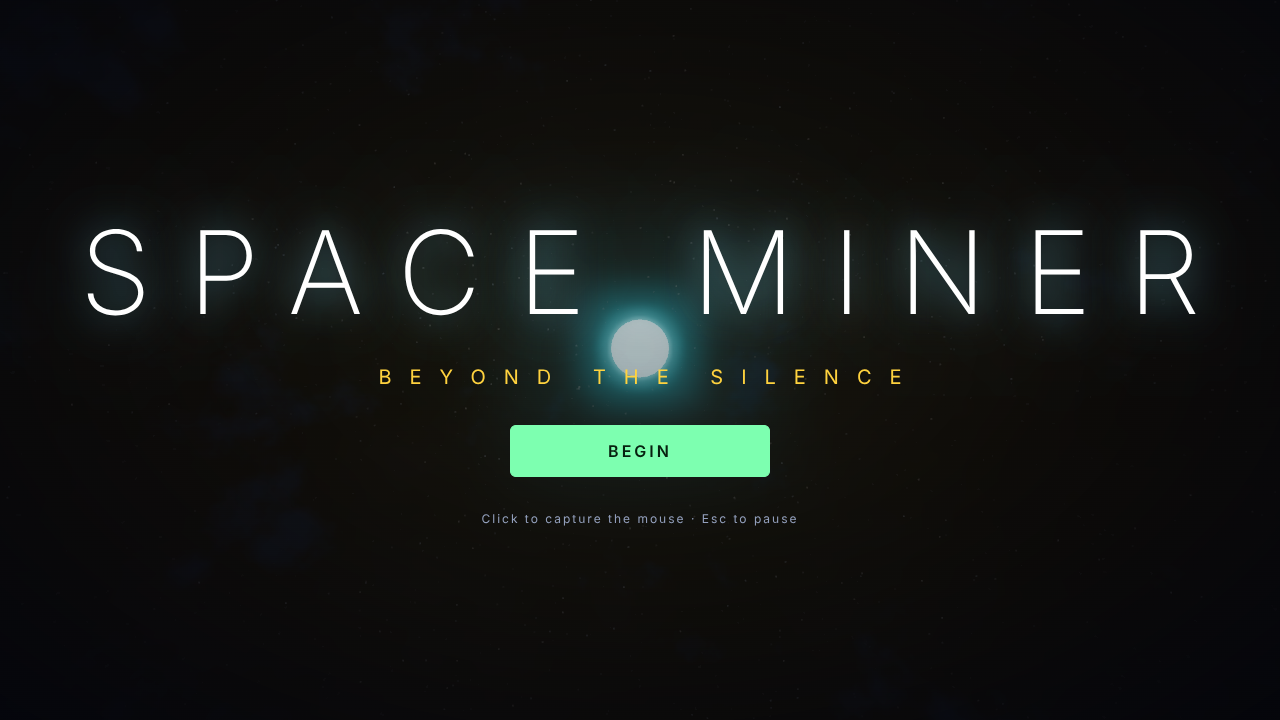 SPACE MINER
BEYOND THE SILENCE
BEGIN
Click to capture the mouse · Esc to pause